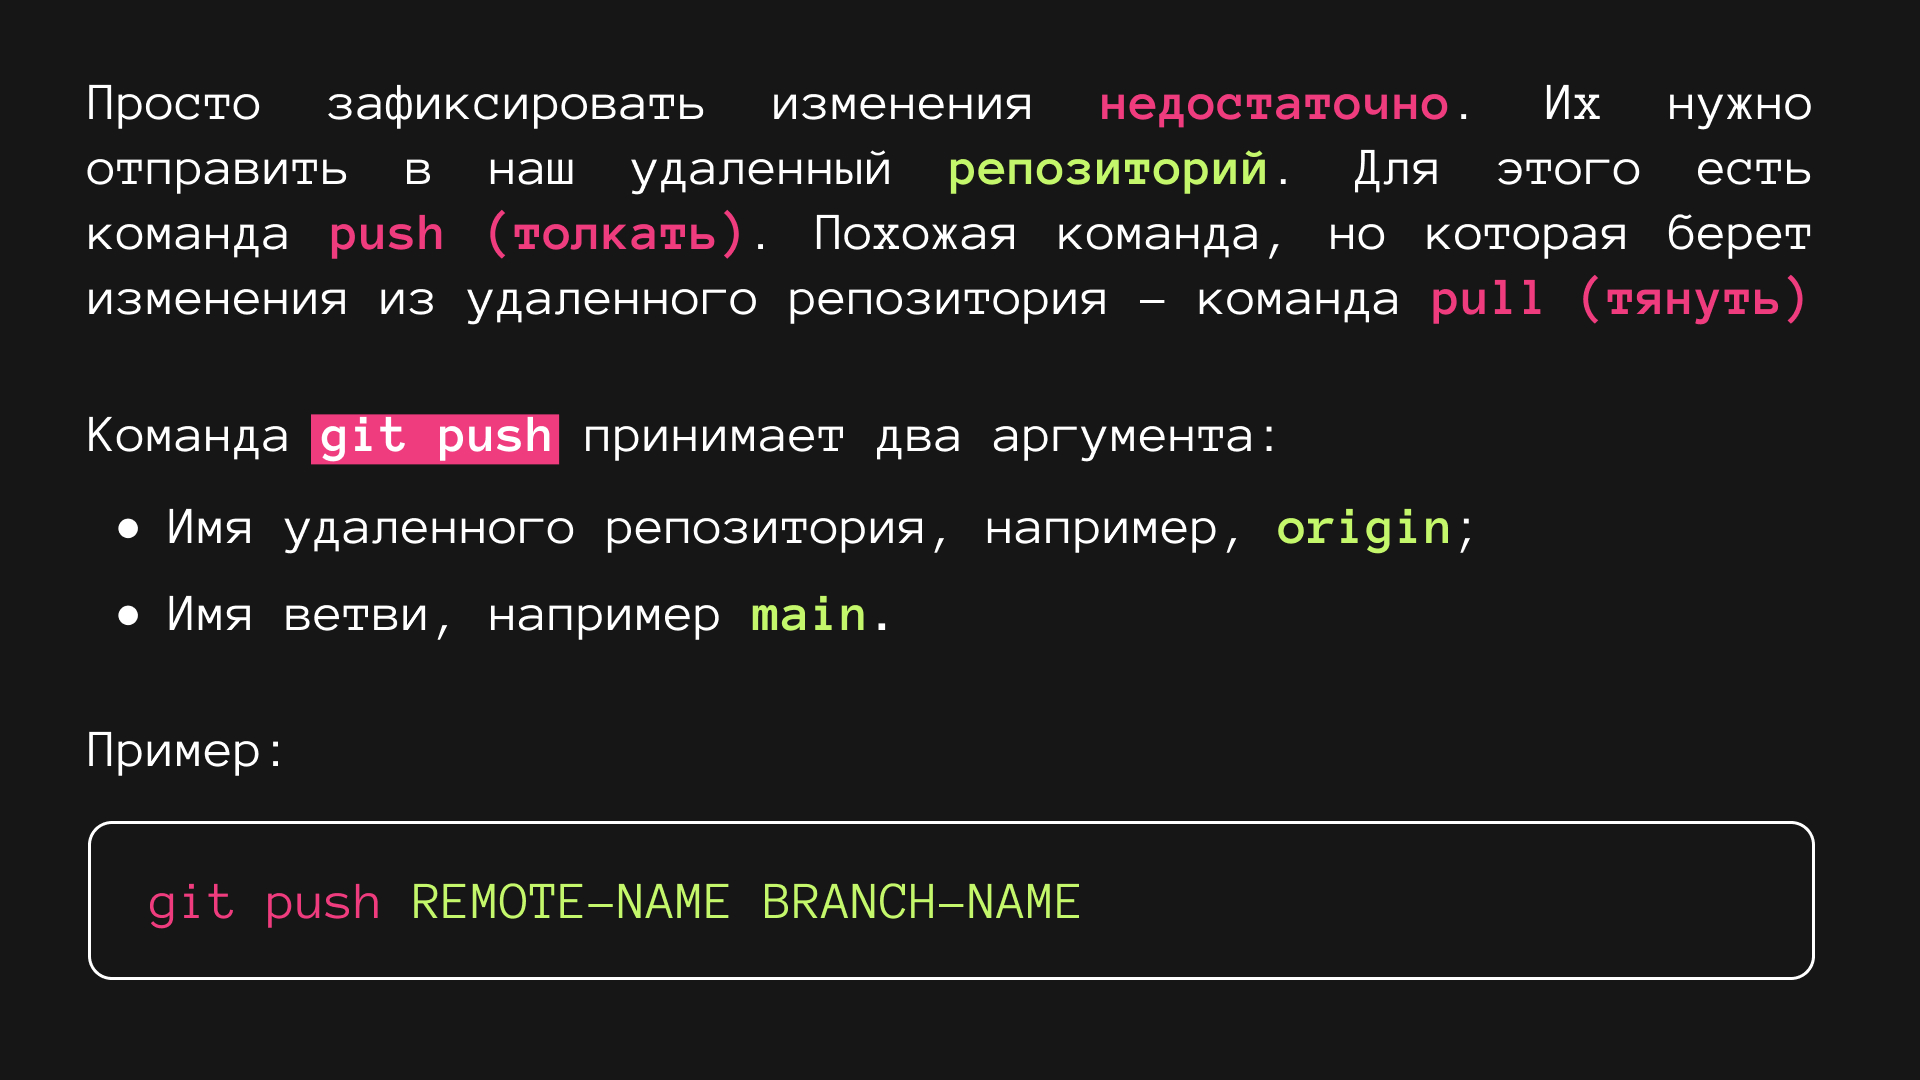 Просто зафиксировать изменения недостаточно. Их нужно
отправить в наш удаленный репозиторий. Для этого есть
команда push (толкать). Похожая команда, но которая берет
изменения из удаленного репозитория – команда pull (тянуть)
Команда git push принимает два аргумента:
● Имя удаленного репозитория, например, origin;
● Имя ветви, например main.
Пример:
git push REMOTE-NAME BRANCH-NAME